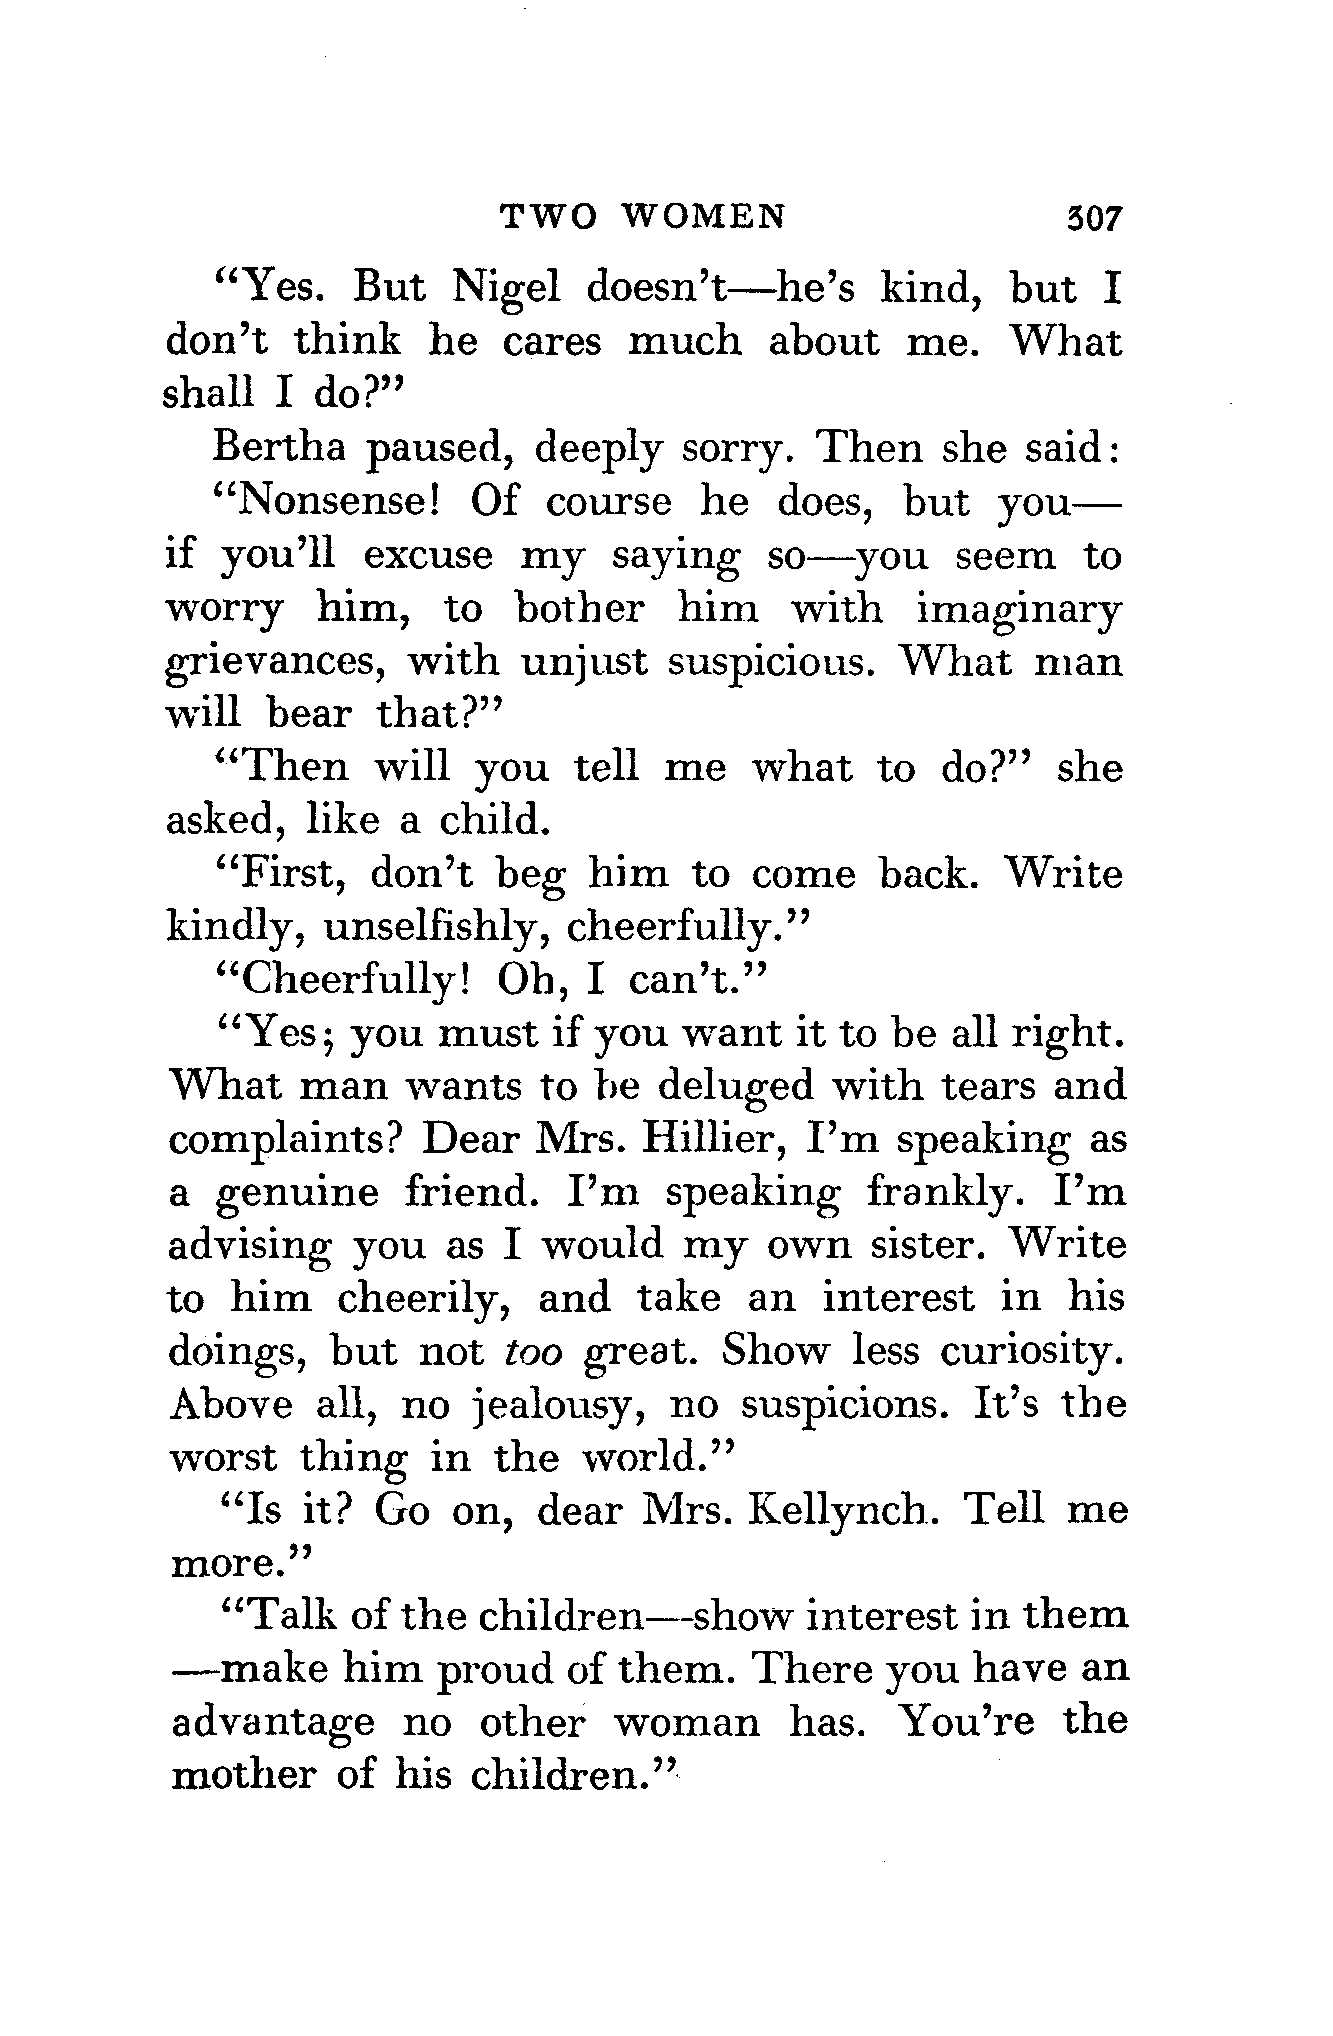 TWO WOMEN 307
“Yes. But Nigel doesn’t—he’s kind, but I
don’t think he cares much about me. What
shall I do?”
Bertha paused, deeply sorry. Then she said:
“Nonsense! Of course he does, but you—
if you’ll excuse my saying so—you seem to
worry him, to bother him with imaginary
grievances, with unjust suspicious. What man
will bear that?”
“Then will you tell me what to do?” she
asked, like a child.
“First, don’t beg him to come back. Write
kindly, unselfishly, cheerfully.”
“Cheerfully! Oh, I can’t.”
“Yes; you must if you want it to be all right.
What man wants to be deluged with tears and
complaints? Dear Mrs. Hillier, I’m speaking as
a genuine friend. I’m speaking frankly. I’m
advising you as I would my own sister. Write
to him cheerily, and take an interest in his
doings, but not too great. Show less curiosity.
Above all, no jealousy, no suspicions. It’s the
worst thing in the world.”
“Is it? Go on, dear Mrs. Kellynch. Tell me
more.”
“Talk of the children—show interest in them
—make him proud of them. There you have an
advantage no other woman has. You’re the
mother of his children.”